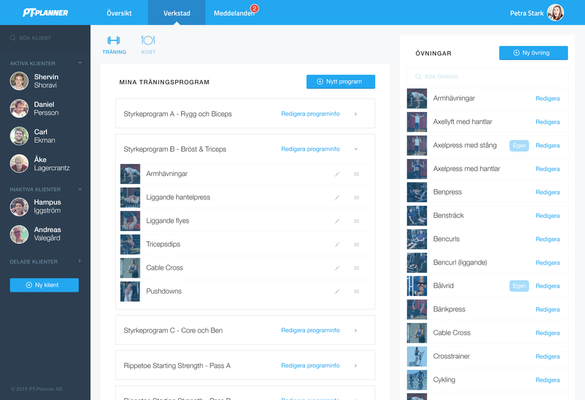 PT-PLANNER
Översikt
Verkstad
Meddelanden
2
Petra Stark
SÖK KLIENT
AKTIVA KLIENTER
Shervin
Shoravi
Daniel
Persson
Carl
Ekman
Åke
Lagercrantz
INAKTIVA KLIENTER
Hampus
Iggström
Andreas
Valegård
DELADE KLIENTER
Ny klient
© 2015 PT-Planner AB
TRÄNING
KOST
MINA TRÄNINGSPROGRAM
Nytt program
Styrkeprogram A - Rygg och Biceps
Redigera programinfo
Styrkeprogram B - Bröst & Triceps
Redigera programinfo
Armhävningar
Liggande hantelpress
Liggande flyes
Tricepsdips
Cable Cross
Pushdowns
Styrkeprogram C - Core och Ben
Redigera programinfo
Rippetoe Starting Strength - Pass A
Redigera programinfo
ÖVNINGAR
Ny övning
SÖK ÖVNING
Armhävningar
Redigera
Axellyft med hantlar
Redigera
Axelpress med stång
Egen
Redigera
Axelpress med hantlar
Redigera
Benpress
Redigera
Bensträck
Redigera
Bencurls
Redigera
Bencurl (liggande)
Redigera
Bålvrid
Egen
Redigera
Bänkpress
Redigera
Cable Cross
Redigera
Crosstrainer
Redigera
Cykling
Redigera